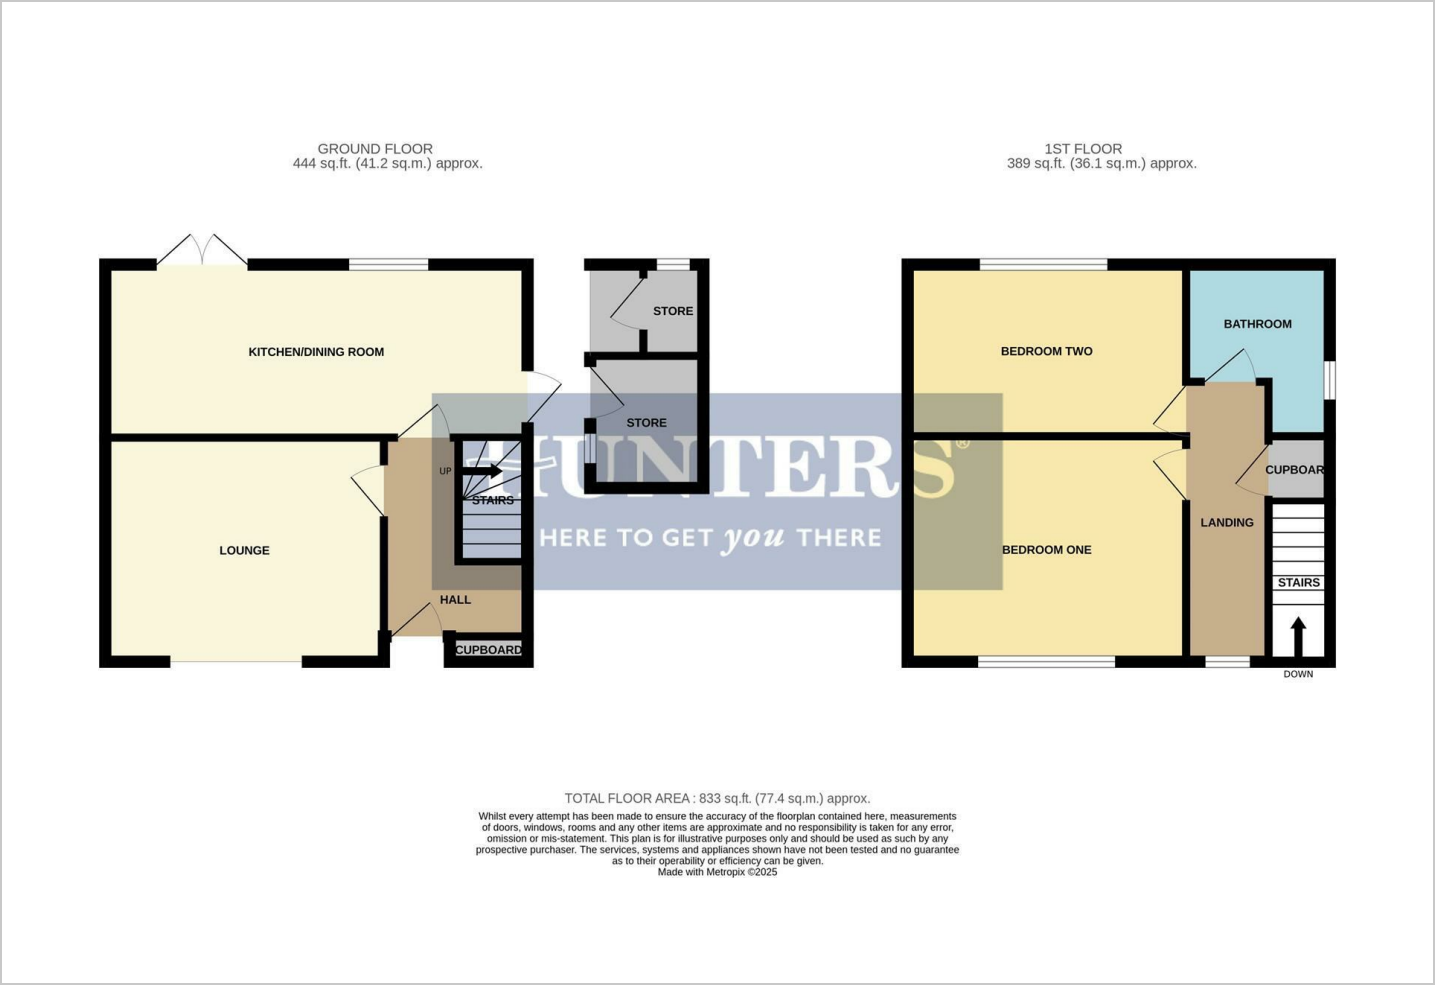 GROUND FLOOR
444 sq.ft. (41.2 sq.m.) approx.
1ST FLOOR
389 sq.ft. (36.1 sq.m.) approx.
KITCHEN/DINING ROOM
STORE
STORE
LOUNGE
UP
STAIRS
HALL
CUPBOARD
BEDROOM TWO
BATHROOM
CUPBOAR
LANDING
BEDROOM ONE
STAIRS
DOWN
HUNTERS®
HERE TO GET you THERE
TOTAL FLOOR AREA : 833 sq.ft. (77.4 sq.m.) approx.
Whilst every attempt has been made to ensure the accuracy of the floorplan contained here, measurements
of doors, windows, rooms and any other items are approximate and no responsibility is taken for any error,
omission or mis-statement. This plan is for illustrative purposes only and should be used as such by any
prospective purchaser. The services, systems and appliances shown have not been tested and no guarantee
as to their operability or efficiency can be given.
Made with Metropix ©2025